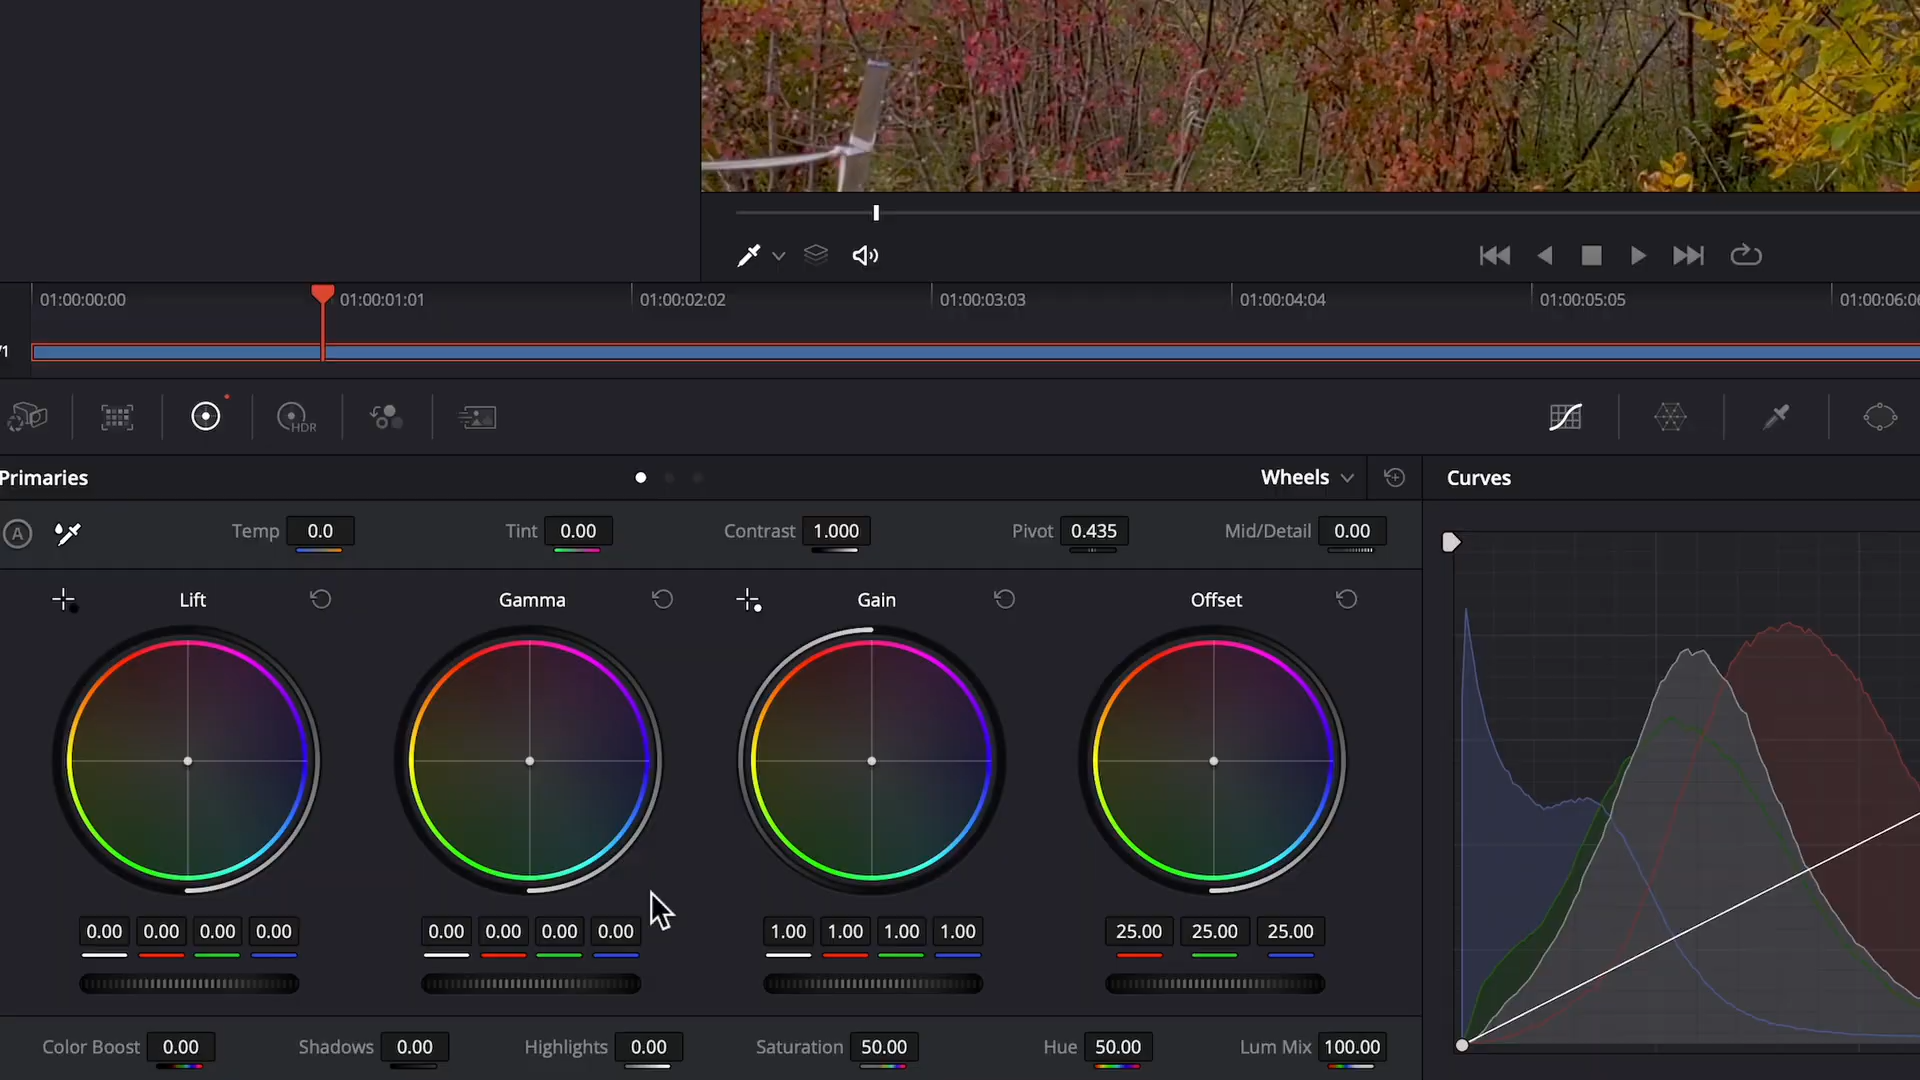 01:00:00:00 01:00:01:01 01:00:02:02 01:00:03:03 01:00:04:04 01:00:05:05
HDR
Primaries Wheels Curves
A Temp 0.0 Tint 0.00 Contrast 1.000 Pivot 0.435 Mid/Detail 0.00
Lift Gamma Gain Offset
0.00 0.00 0.00 0.00 0.00 0.00 0.00 0.00 1.00 1.00 1.00 1.00 25.00 25.00 25.00
Color Boost 0.00 Shadows 0.00 Highlights 0.00 Saturation 50.00 Hue 50.00 Lum Mix 100.00